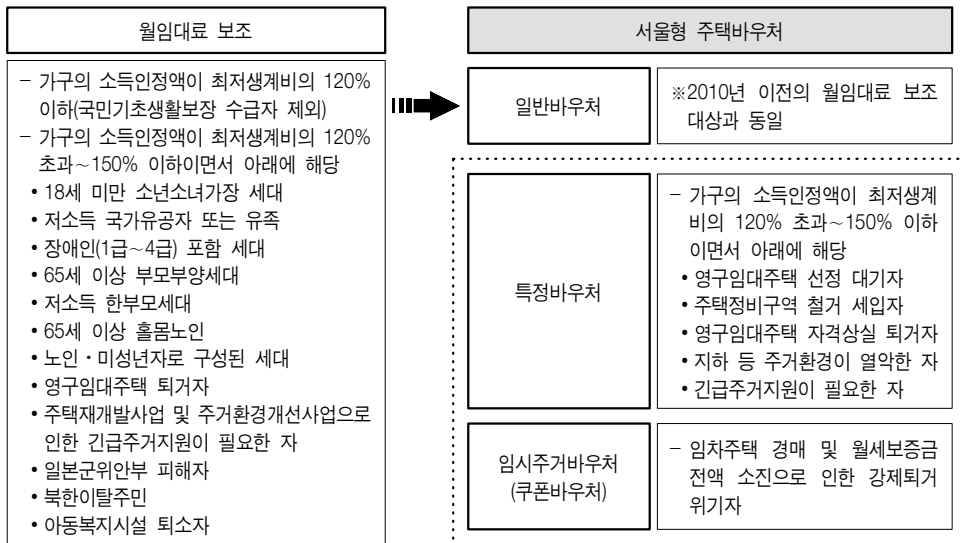 월임대료 보조
- 가구의 소득인정액이 최저생계비의 120%
이하(국민기초생활보장 수급자 제외)
- 가구의 소득인정액이 최저생계비의 120%
초과~150% 이하이면서 아래에 해당
• 18세 미만 소년소녀가장 세대
• 저소득 국가유공자 또는 유족
• 장애인(1급~4급) 포함 세대
• 65세 이상 부모부양세대
• 저소득 한부모세대
• 65세 이상 홀몸노인
• 노인·미성년자로 구성된 세대
• 영구임대주택 퇴거자
• 주택재개발사업 및 주거환경개선사업으로
인한 긴급주거지원이 필요한 자
• 일본군위안부 피해자
• 북한이탈주민
• 아동복지시설 퇴소자
서울형 주택바우처
일반바우처
※2010년 이전의 월임대료 보조
대상과 동일
특정바우처
- 가구의 소득인정액이 최저생계
비의 120% 초과~150% 이하
이면서 아래에 해당
• 영구임대주택 선정 대기자
• 주택정비구역 철거 세입자
• 영구임대주택 자격상실 퇴거자
• 지하 등 주거환경이 열악한 자
• 긴급주거지원이 필요한 자
임시주거바우처
(쿠폰바우처)
- 임차주택 경매 및 월세보증금
전액 소진으로 인한 강제퇴거
위기자